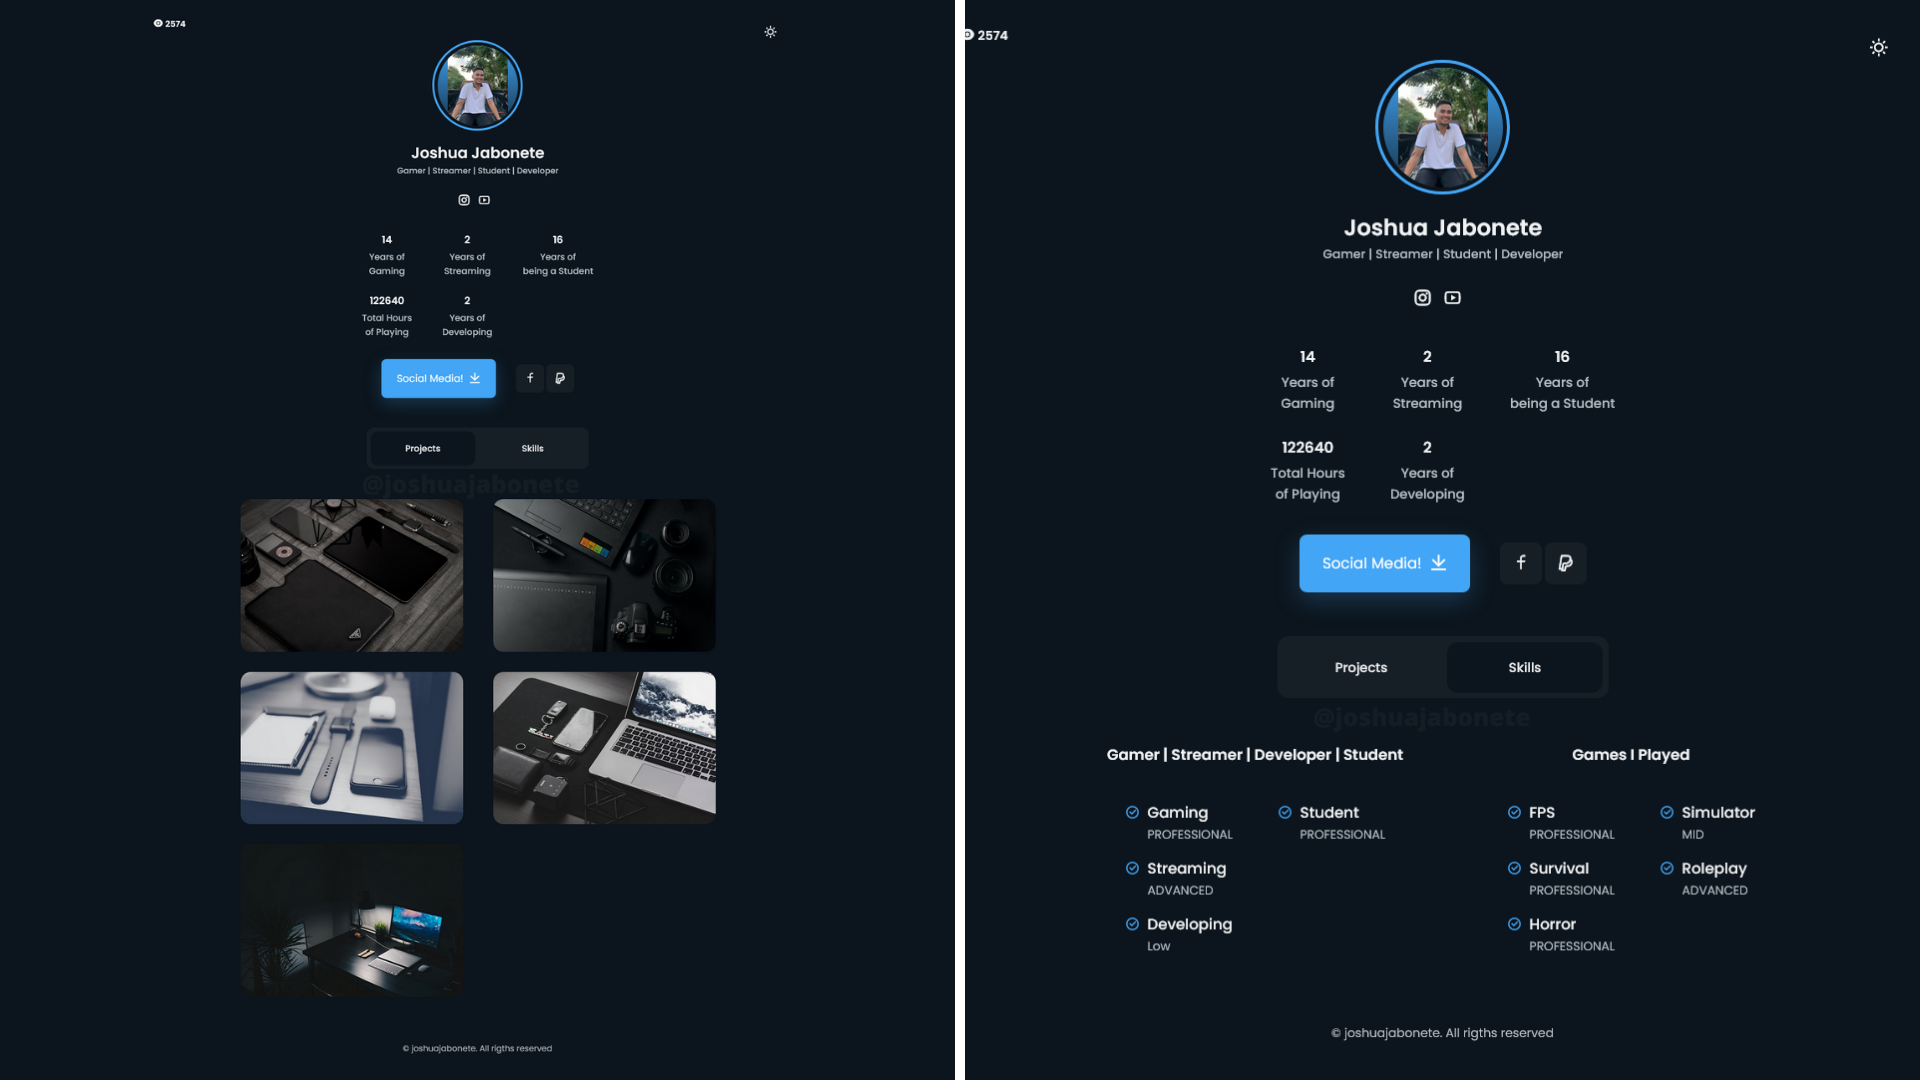 2574
Joshua Jabonete
Gamer | Streamer | Student | Developer
14
Years of
Gaming
2
Years of
Streaming
16
Years of
being a Student
122640
Total Hours
of Playing
2
Years of
Developing
Social Media!
f
Projects
Skills
@joshuajabonete
© joshuajabonete. All rigths reserved
2574
Joshua Jabonete
Gamer | Streamer | Student | Developer
14
Years of
Gaming
2
Years of
Streaming
16
Years of
being a Student
122640
Total Hours
of Playing
2
Years of
Developing
Social Media!
f
Projects
Skills
@joshuajabonete
Gamer | Streamer | Developer | Student
Gaming
PROFESSIONAL
Student
PROFESSIONAL
Streaming
ADVANCED
Developing
Low
Games I Played
FPS
PROFESSIONAL
Simulator
MID
Survival
PROFESSIONAL
Roleplay
ADVANCED
Horror
PROFESSIONAL
© joshuajabonete. All rigths reserved